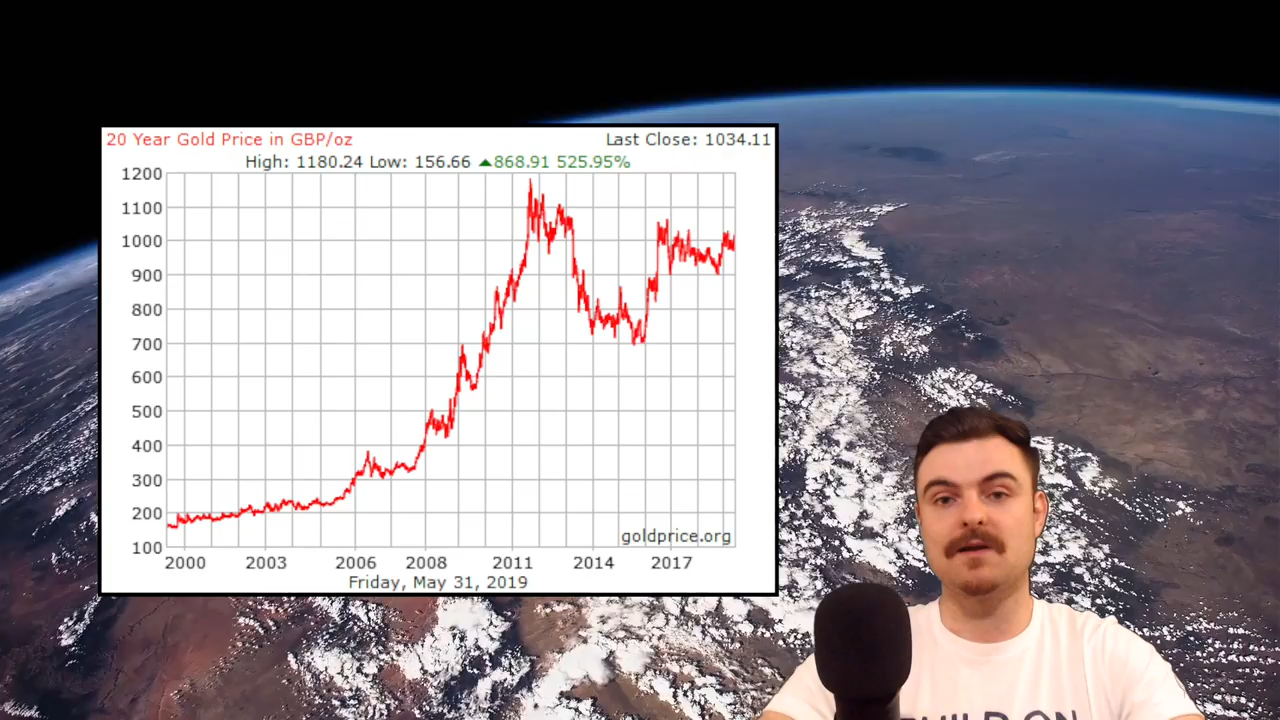 20 Year Gold Price in GBP/oz
Last Close: 1034.11
High: 1180.24 Low: 156.66 ▲868.91 525.95%
1200
1100
1000
900
800
700
600
500
400
300
200
100
goldprice.org
2000 2003 2006 2008 2011 2014 2017
Friday, May 31, 2019
BUILD ON